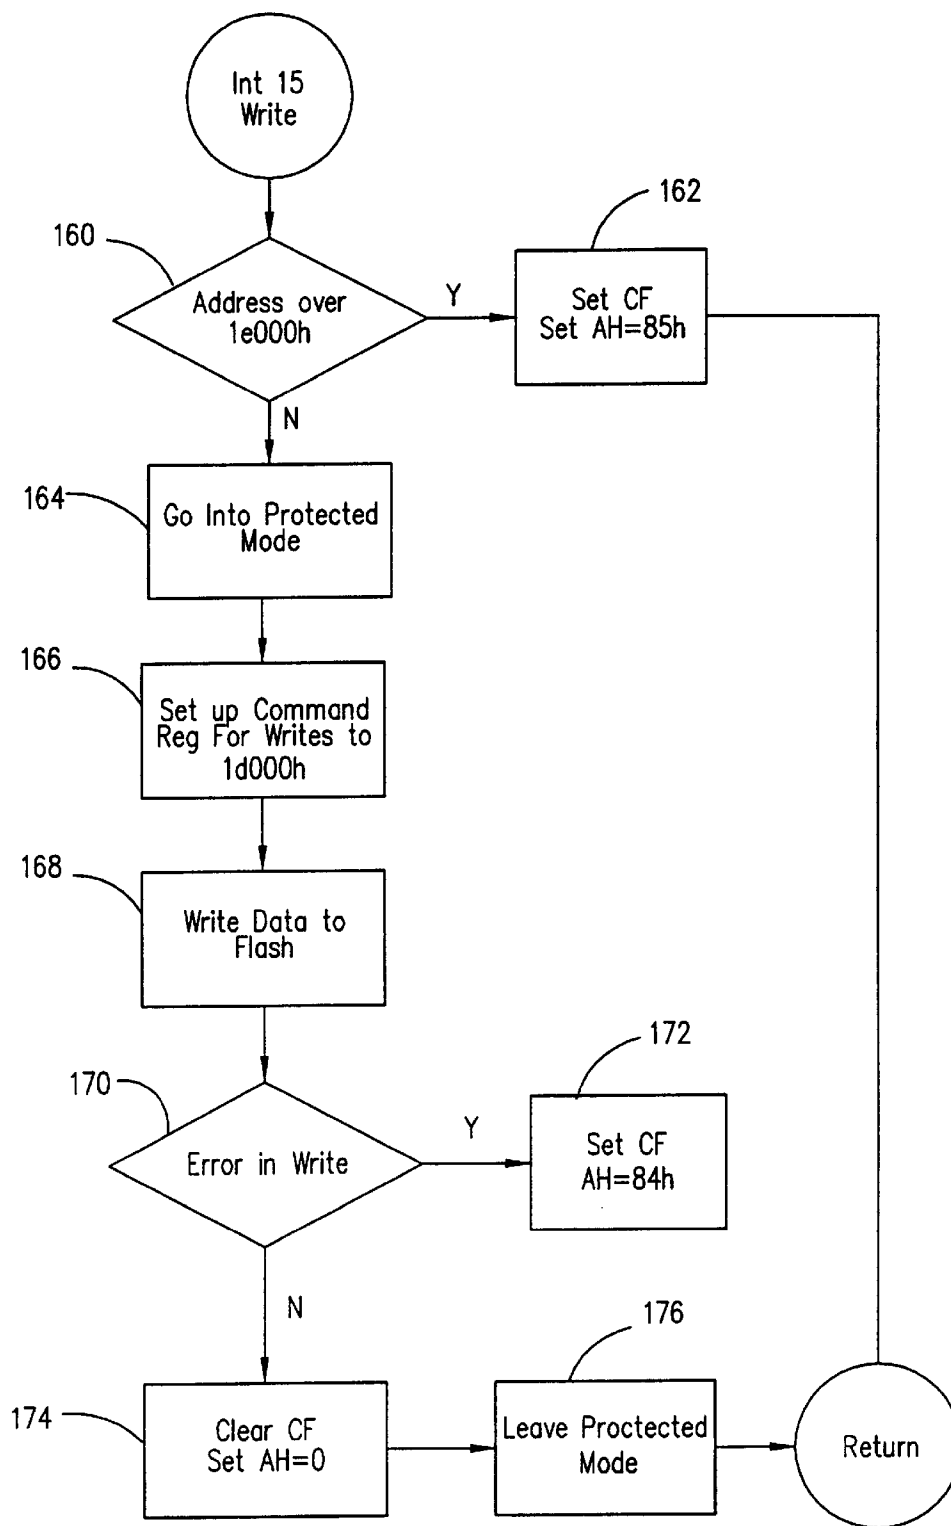 Int 15
Write
160
Address over
1e000h
Y
162
Set CF
Set AH=85h
N
164
Go Into Protected
Mode
166
Set up Command
Reg For Writes to
1d000h
168
Write Data to
Flash
170
Error in Write
Y
172
Set CF
AH=84h
N
174
Clear CF
Set AH=0
176
Leave Proctected
Mode
Return